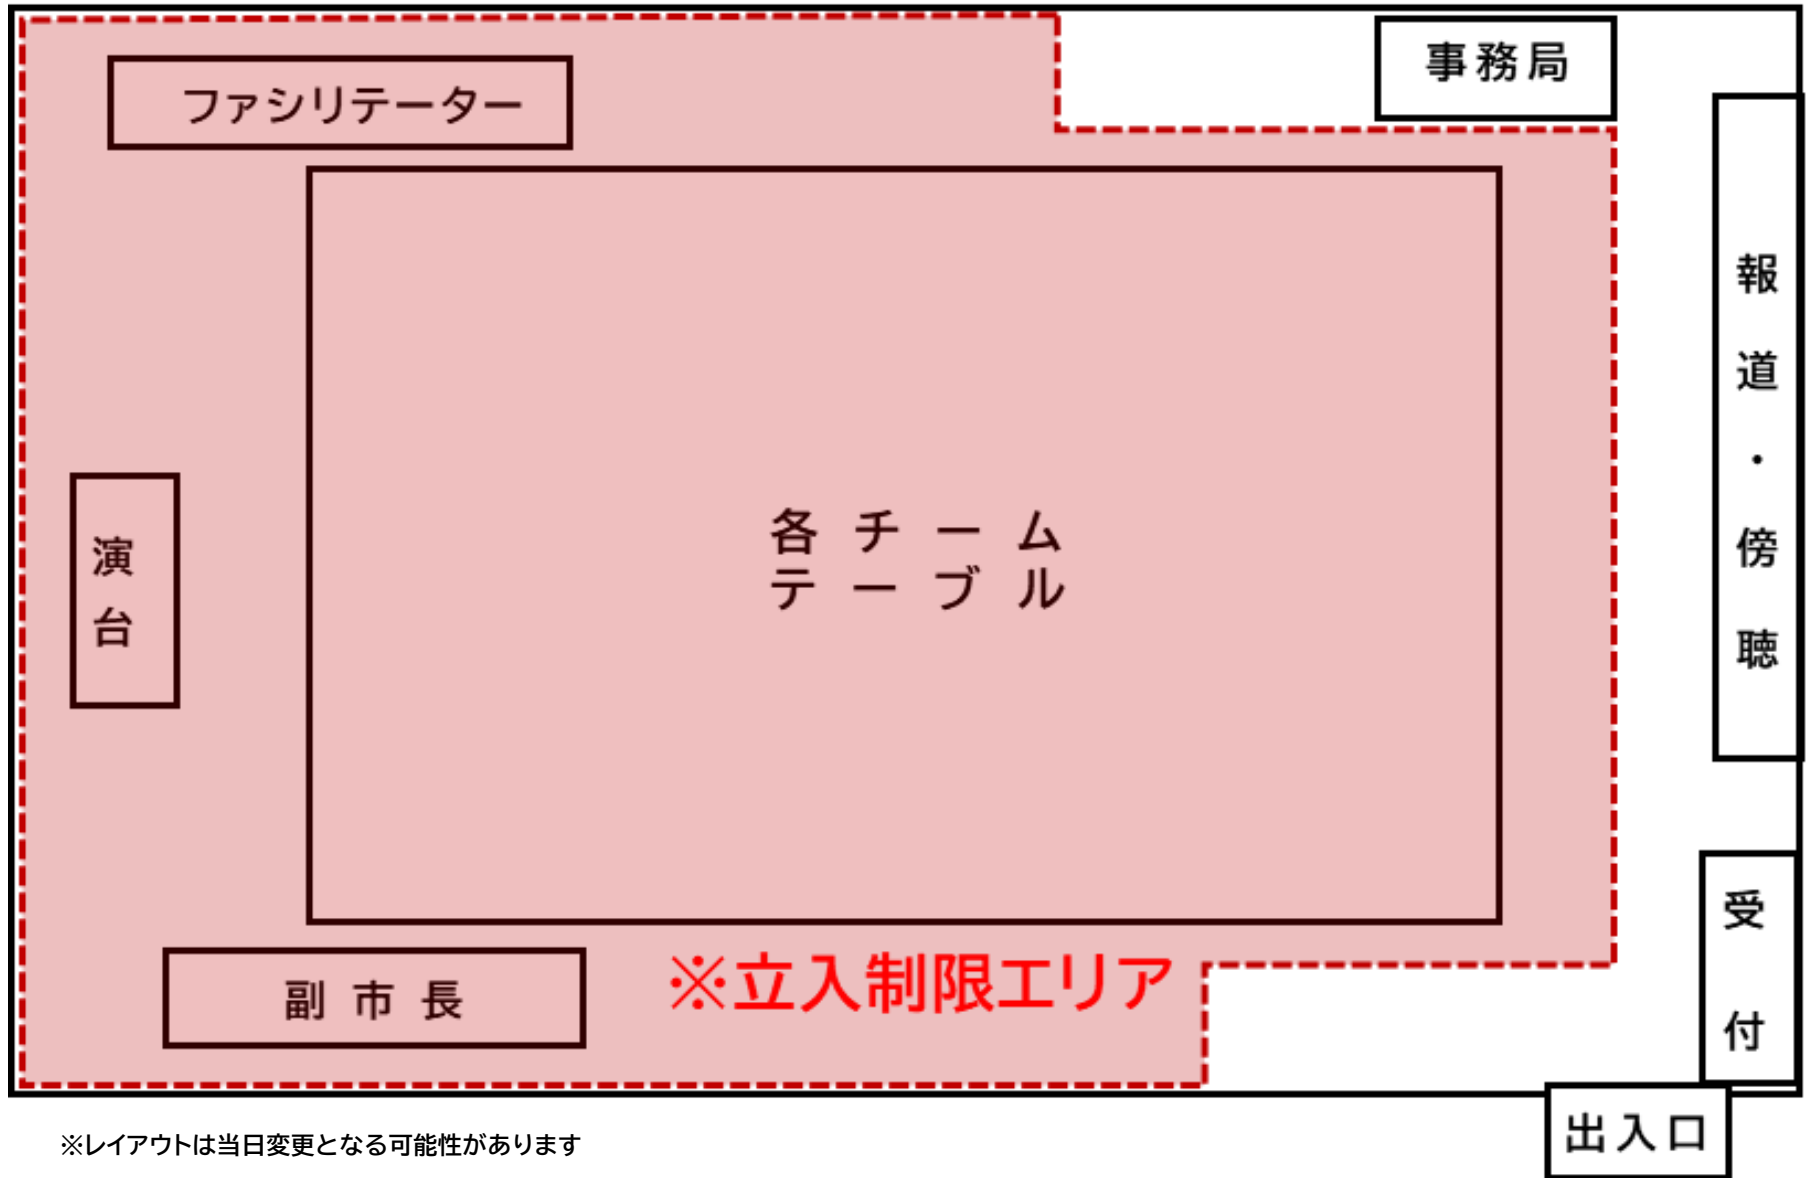 ファシリテーター
事務局
報道・傍聴
演台
各チーム
テーブル
副市長
※立入制限エリア
受付
出入口
※レイアウトは当日変更となる可能性があります